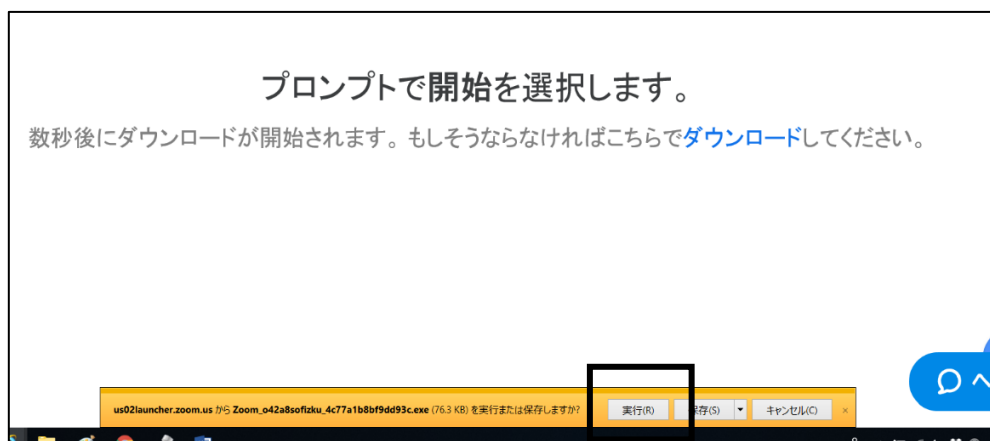 プロンプトで開始を選択します。
数秒後にダウンロードが開始されます。もしそうならなければこちらでダウンロードしてください。
ヘ
us02launcher.zoom.us から Zoom_o42a8sofizku_4c77a1b8bf9dd93c.exe (76.3 KB) を実行または保存しますか? 実行(R) 保存(S) キャンセル(C) ×